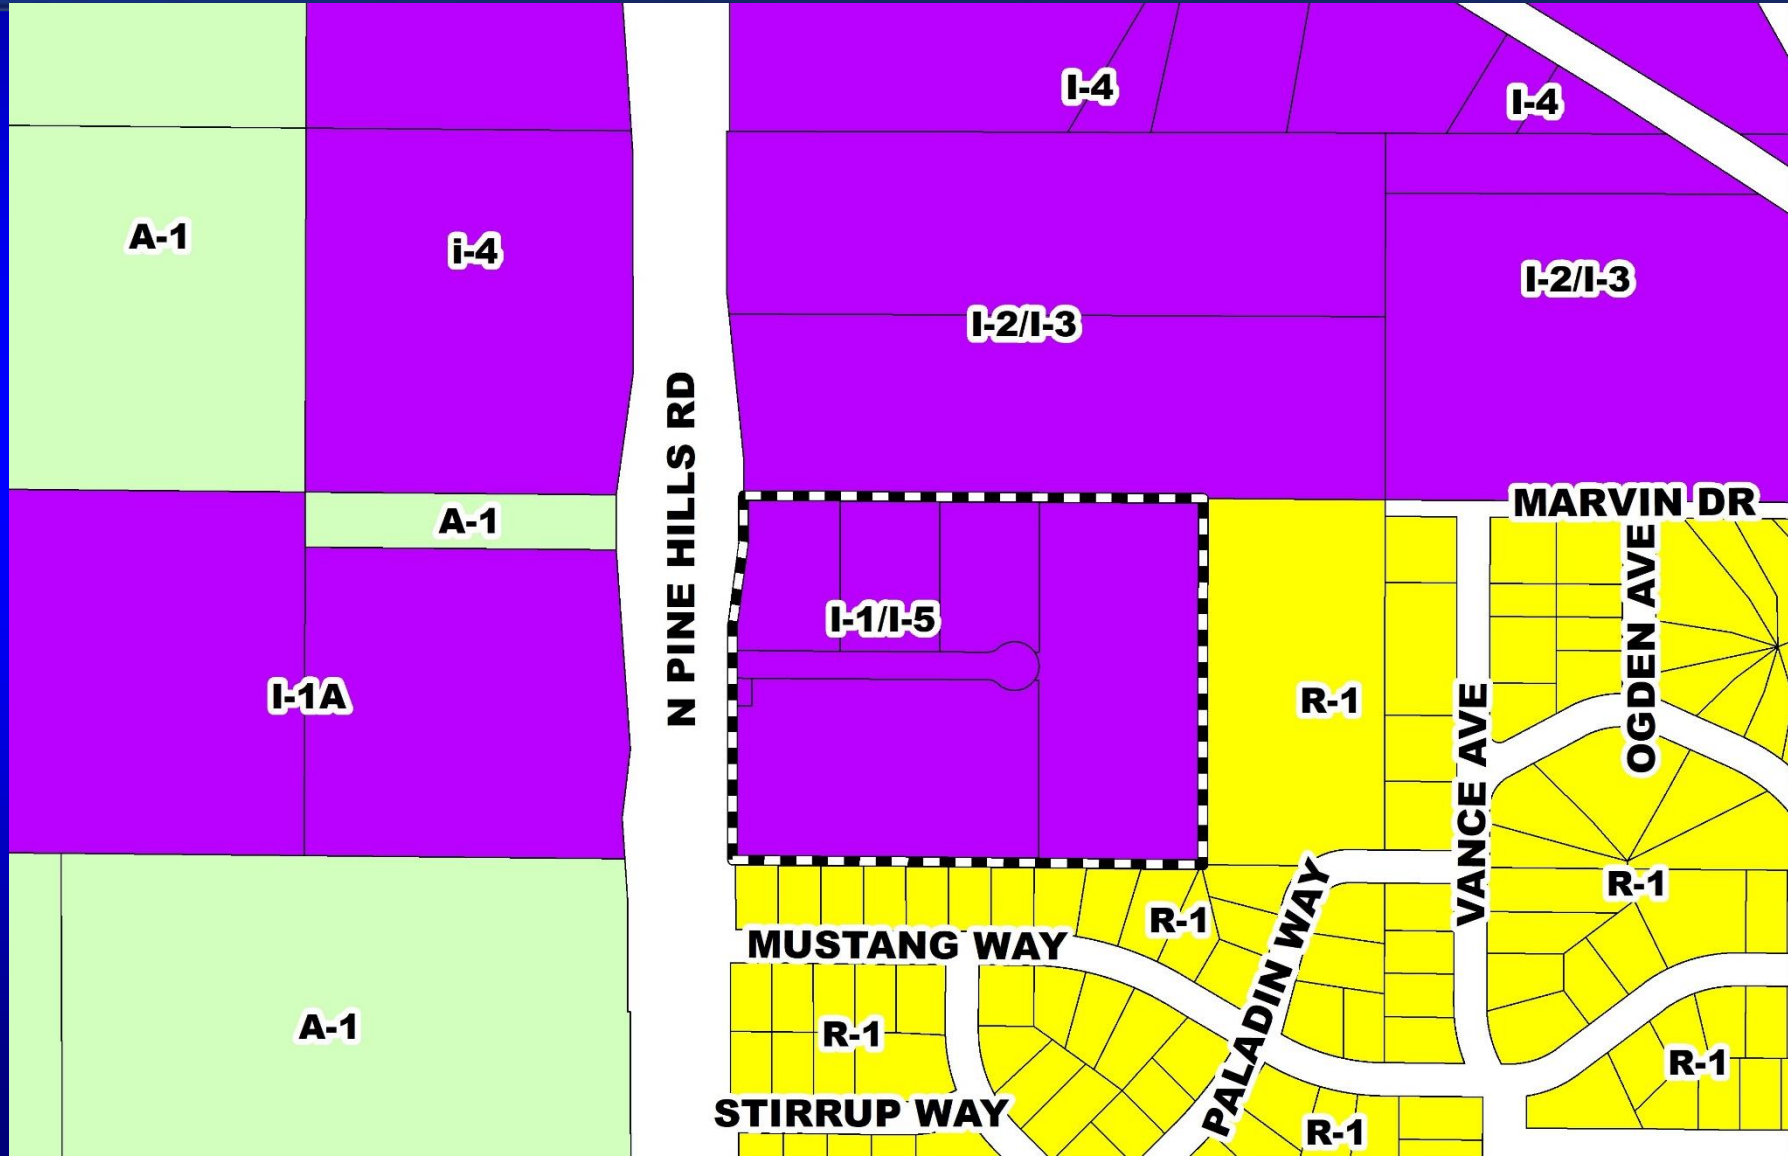 I-4
I-4
A-1
i-4
I-2/I-3
I-2/I-3
N PINE HILLS RD
MARVIN DR
A-1
OGDEN AVE
I-1/I-5
I-1A
R-1
VANCE AVE
R-1
R-1
MUSTANG WAY
PALADIN WAY
A-1
R-1
R-1
STIRRUP WAY
R-1